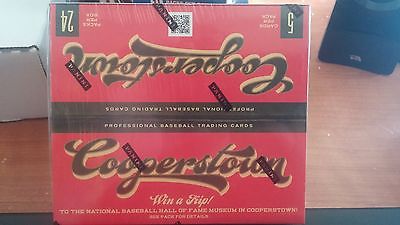 24
PACKS
PER
BOX
5
CARDS
PER
PACK
Cooperstown
PROFESSIONAL BASEBALL TRADING CARDS
PROFESSIONAL BASEBALL TRADING CARDS
Cooperstown
Win a Trip!
TO THE NATIONAL BASEBALL HALL OF FAME MUSEUM IN COOPERSTOWN!
SEE PACK FOR DETAILS